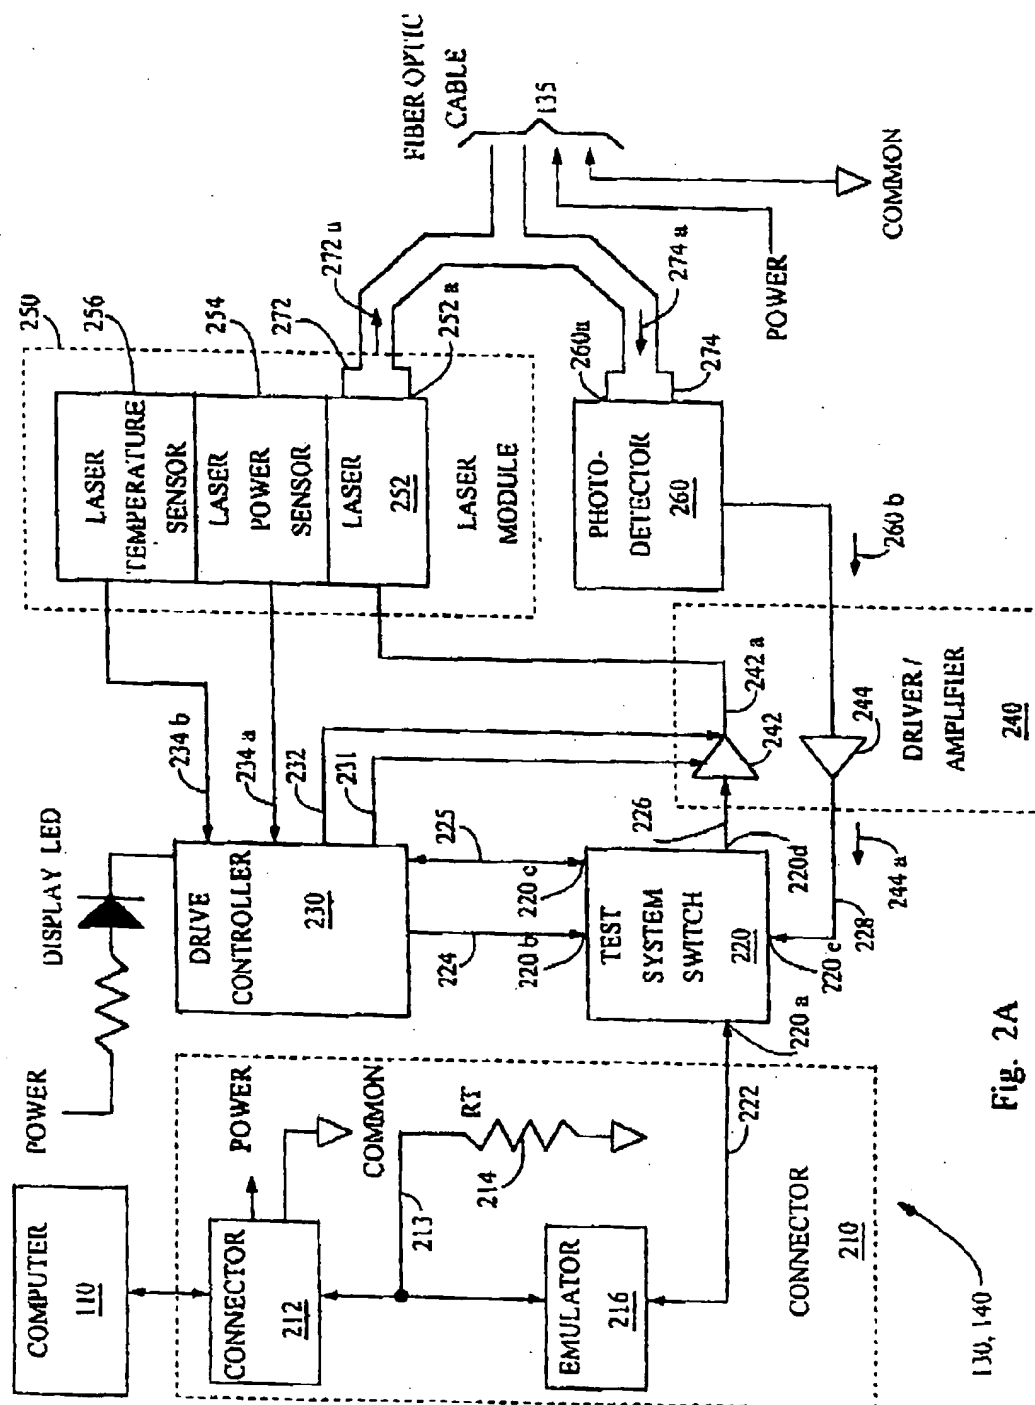 COMPUTER
110
POWER
DISPLAY LED
CONNECTOR
212
POWER
COMMON
213
RT
214
EMULATOR
216
222
CONNECTOR
210
130, 140
DRIVE
CONTROLLER
230
234 b
234 a
232
231
224
225
220 b
220 c
TEST
SYSTEM
SWITCH
220
220 a
220d
220 e
226
228
244 a
242 a
242
244
DRIVER/
AMPLIFIER
240
260 b
250
256
254
272
272 a
252 a
LASER
TEMPERATURE
SENSOR
LASER
POWER
SENSOR
LASER
252
LASER
MODULE
PHOTO-
DETECTOR
260
260a
274
274 a
FIBER OPTIC
CABLE
135
POWER
COMMON
Fig. 2A